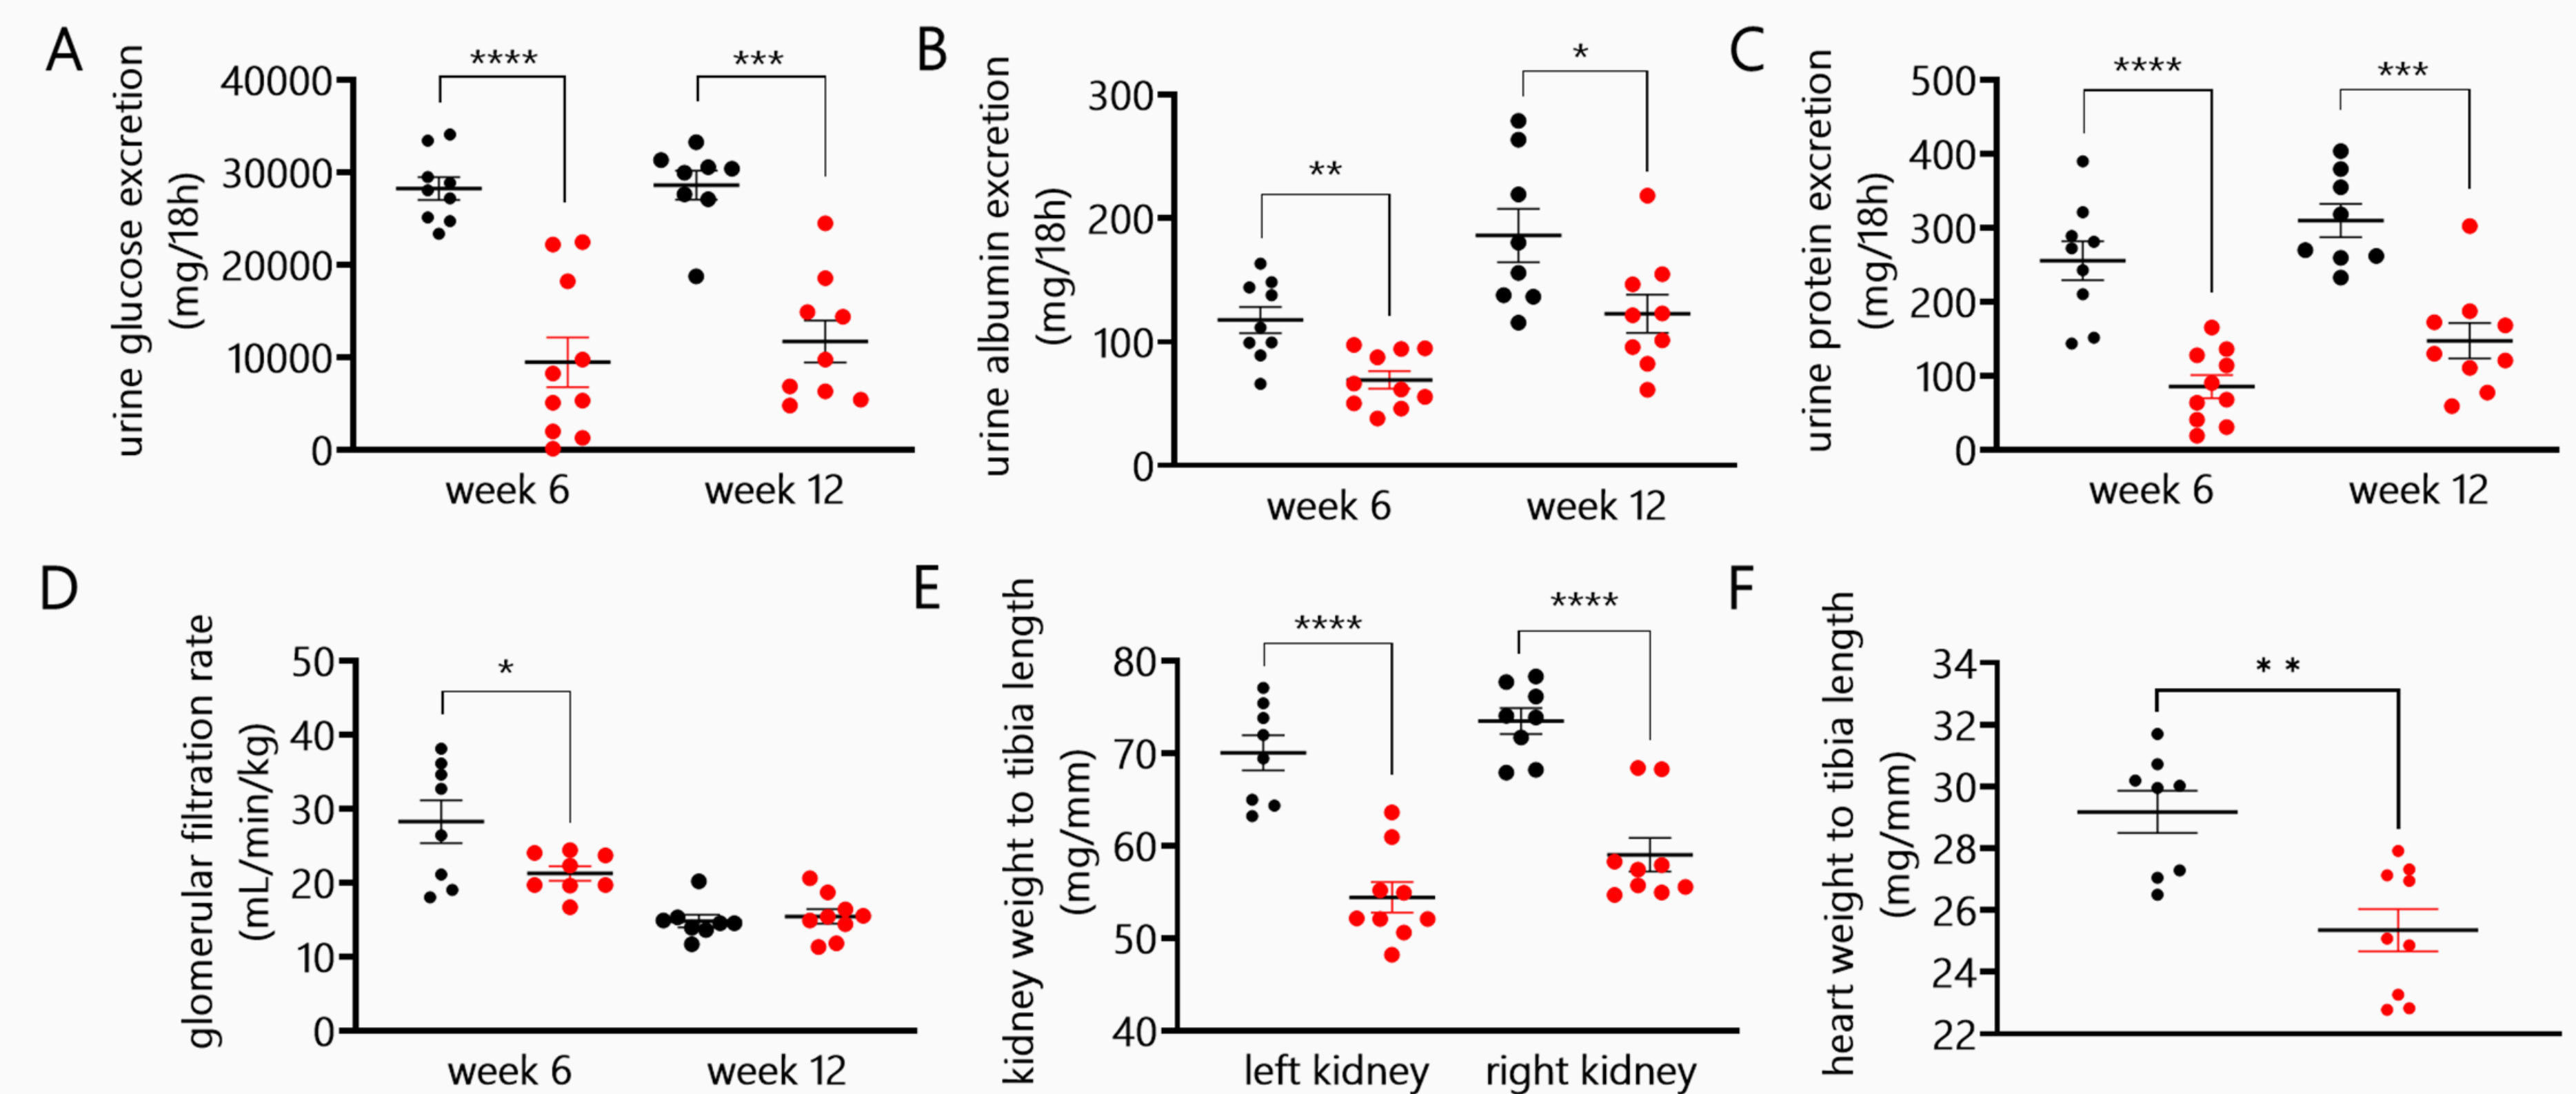 A
urine glucose excretion
(mg/18h)
40000
30000
20000
10000
0
****
***
week 6
week 12
B
urine albumin excretion
(mg/18h)
300
200
100
0
**
*
week 6
week 12
C
urine protein excretion
(mg/18h)
500
400
300
200
100
0
****
***
week 6
week 12
D
glomerular filtration rate
(mL/min/kg)
50
40
30
20
10
0
*
week 6
week 12
E
kidney weight to tibia length
(mg/mm)
80
70
60
50
40
****
****
left kidney
right kidney
F
heart weight to tibia length
(mg/mm)
34
32
30
28
26
24
22
* *